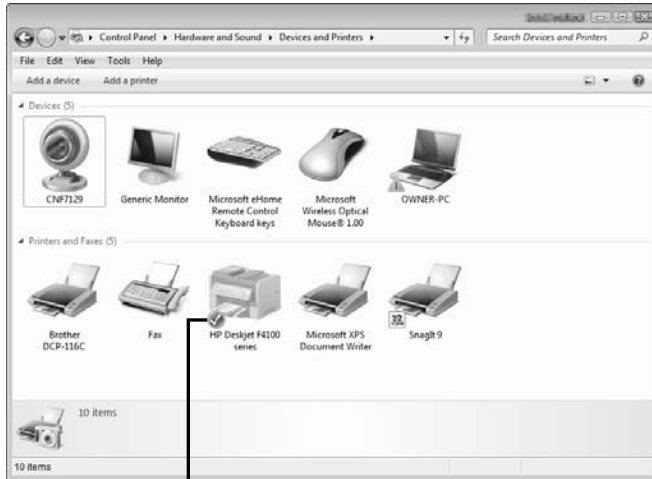 Control Panel ▸ Hardware and Sound ▸ Devices and Printers ▸
Search Devices and Printers
File Edit View Tools Help
Add a device Add a printer
Devices (5)
CNF7129
Generic Monitor
Microsoft eHome
Remote Control
Keyboard keys
Microsoft
Wireless Optical
Mouse® 1.00
OWNER-PC
Printers and Faxes (5)
Brother
DCP-116C
Fax
HP Deskjet F4100
series
Microsoft XPS
Document Writer
SnagIt 9
10 items
10 items